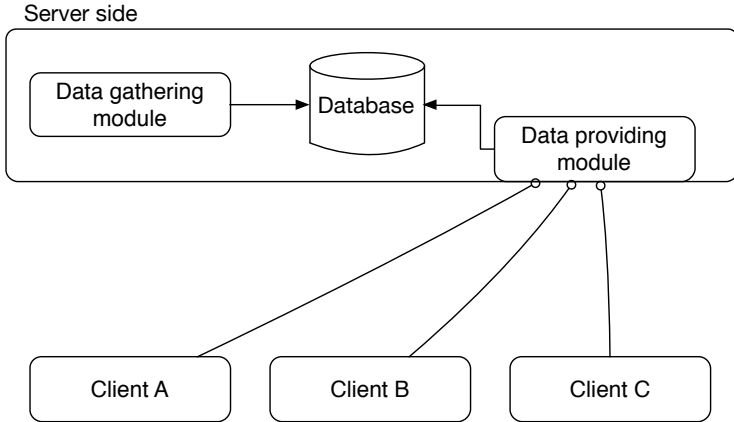 Server side
Data gathering
module
Database
Data providing
module
Client A
Client B
Client C